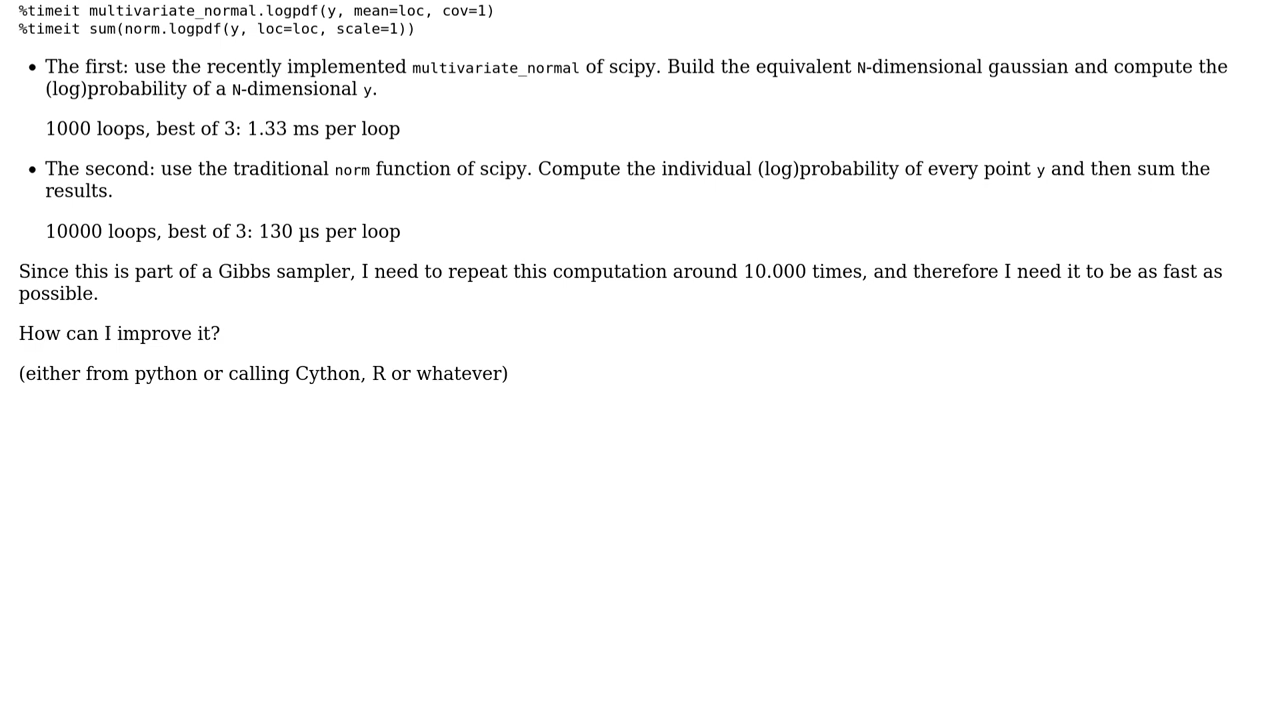 %timeit multivariate_normal.logpdf(y, mean=loc, cov=1)
%timeit sum(norm.logpdf(y, loc=loc, scale=1))
• The first: use the recently implemented multivariate_normal of scipy. Build the equivalent N-dimensional gaussian and compute the
(log)probability of a N-dimensional y.
1000 loops, best of 3: 1.33 ms per loop
• The second: use the traditional norm function of scipy. Compute the individual (log)probability of every point y and then sum the
results.
10000 loops, best of 3: 130 µs per loop
Since this is part of a Gibbs sampler, I need to repeat this computation around 10.000 times, and therefore I need it to be as fast as
possible.
How can I improve it?
(either from python or calling Cython, R or whatever)